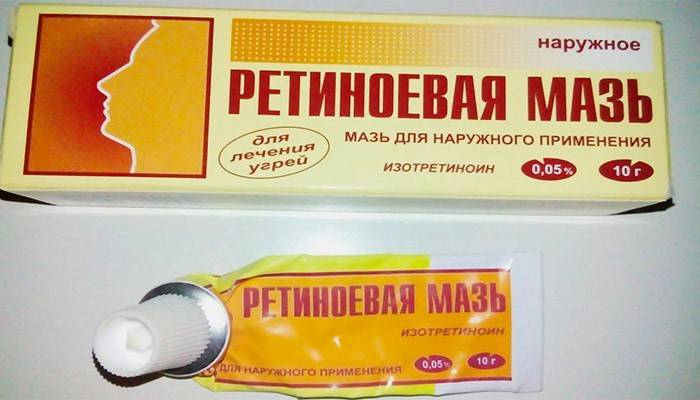 наружное
РЕТИНОЕВАЯ МАЗЬ
для
лечения
угрей
МАЗЬ ДЛЯ НАРУЖНОГО ПРИМЕНЕНИЯ
ИЗОТРЕТИНОИН
0,05%
10 г
РЕТИНОЕВАЯ МАЗЬ
ИЗОТРЕТИНОИН
ДЛЯ НАРУЖНОГО ПРИМЕНЕНИЯ
0,05%
10 г